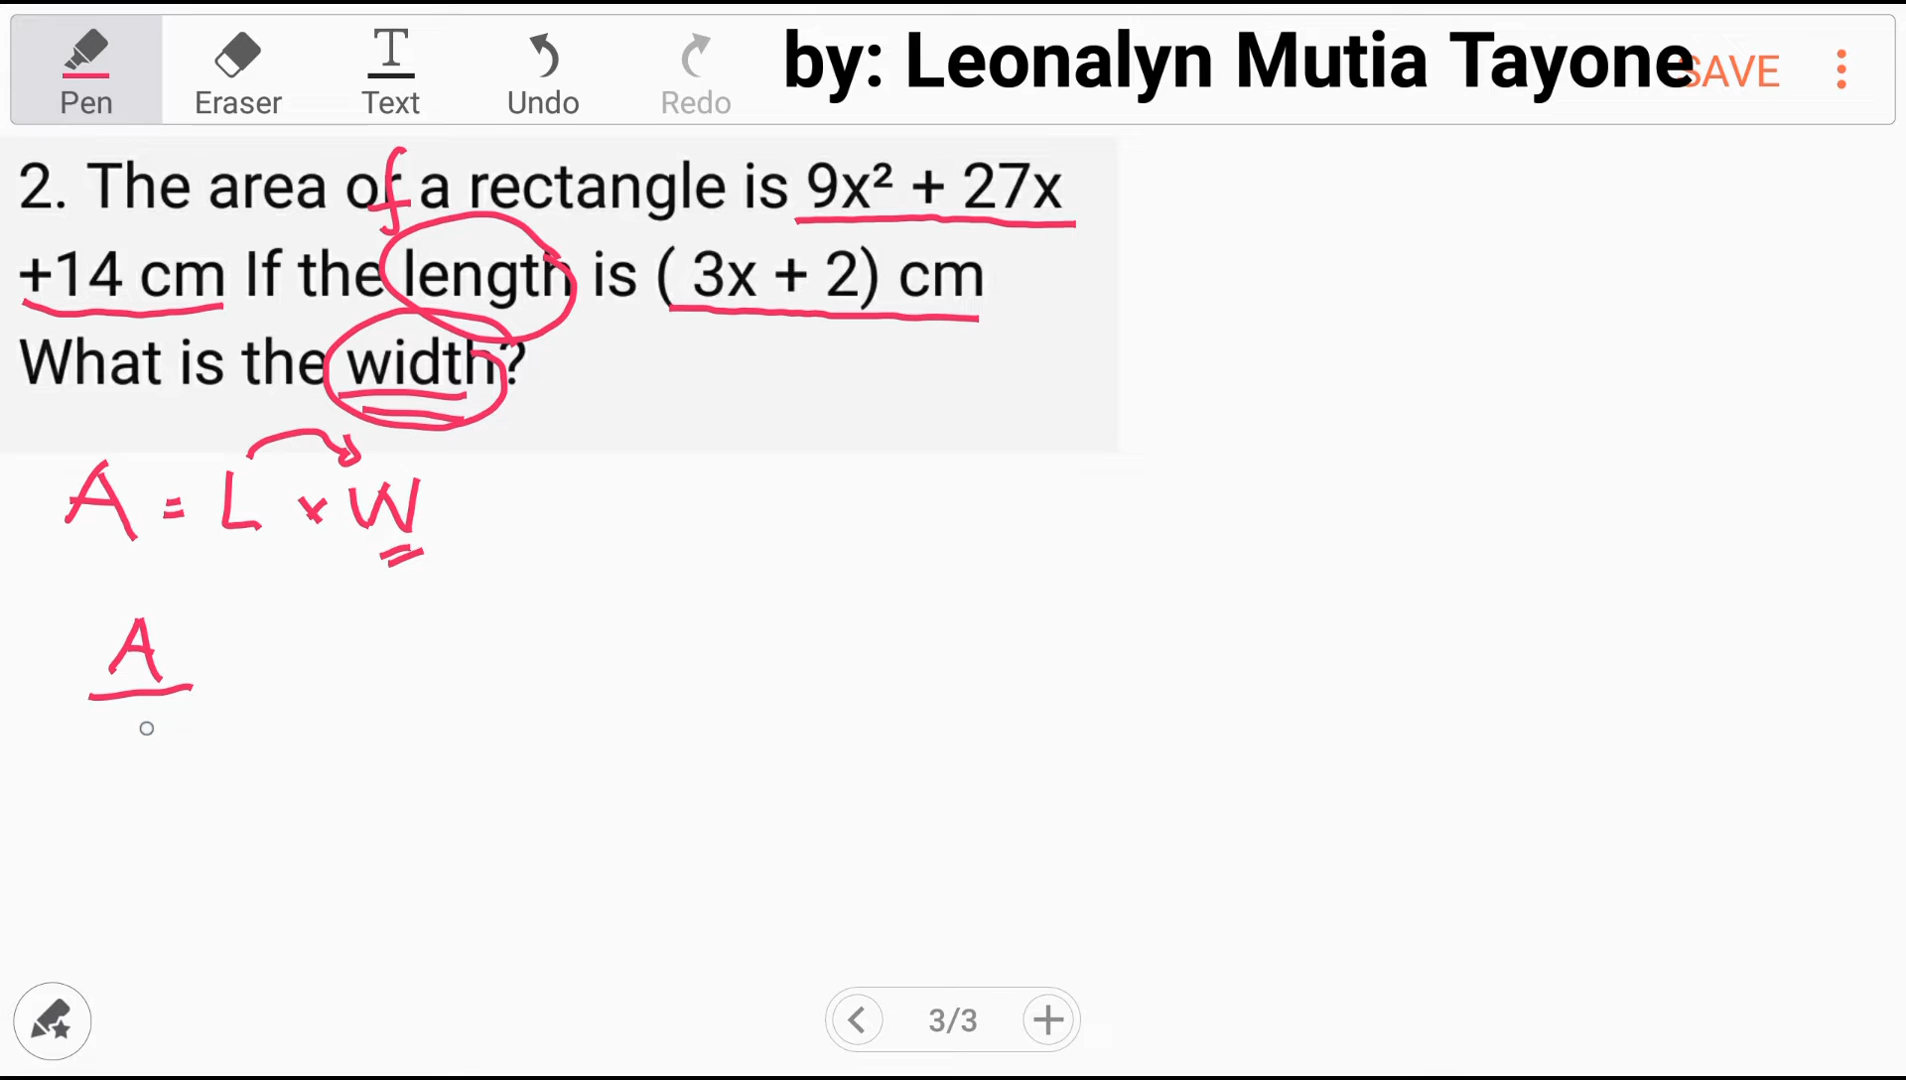 Pen
Eraser
Text
Undo
Redo
by: Leonalyn Mutia Tayone
SAVE
2. The area of a rectangle is 9x² + 27x
+14 cm If the length is ( 3x + 2) cm
What is the width?
A = L × W
A
3/3